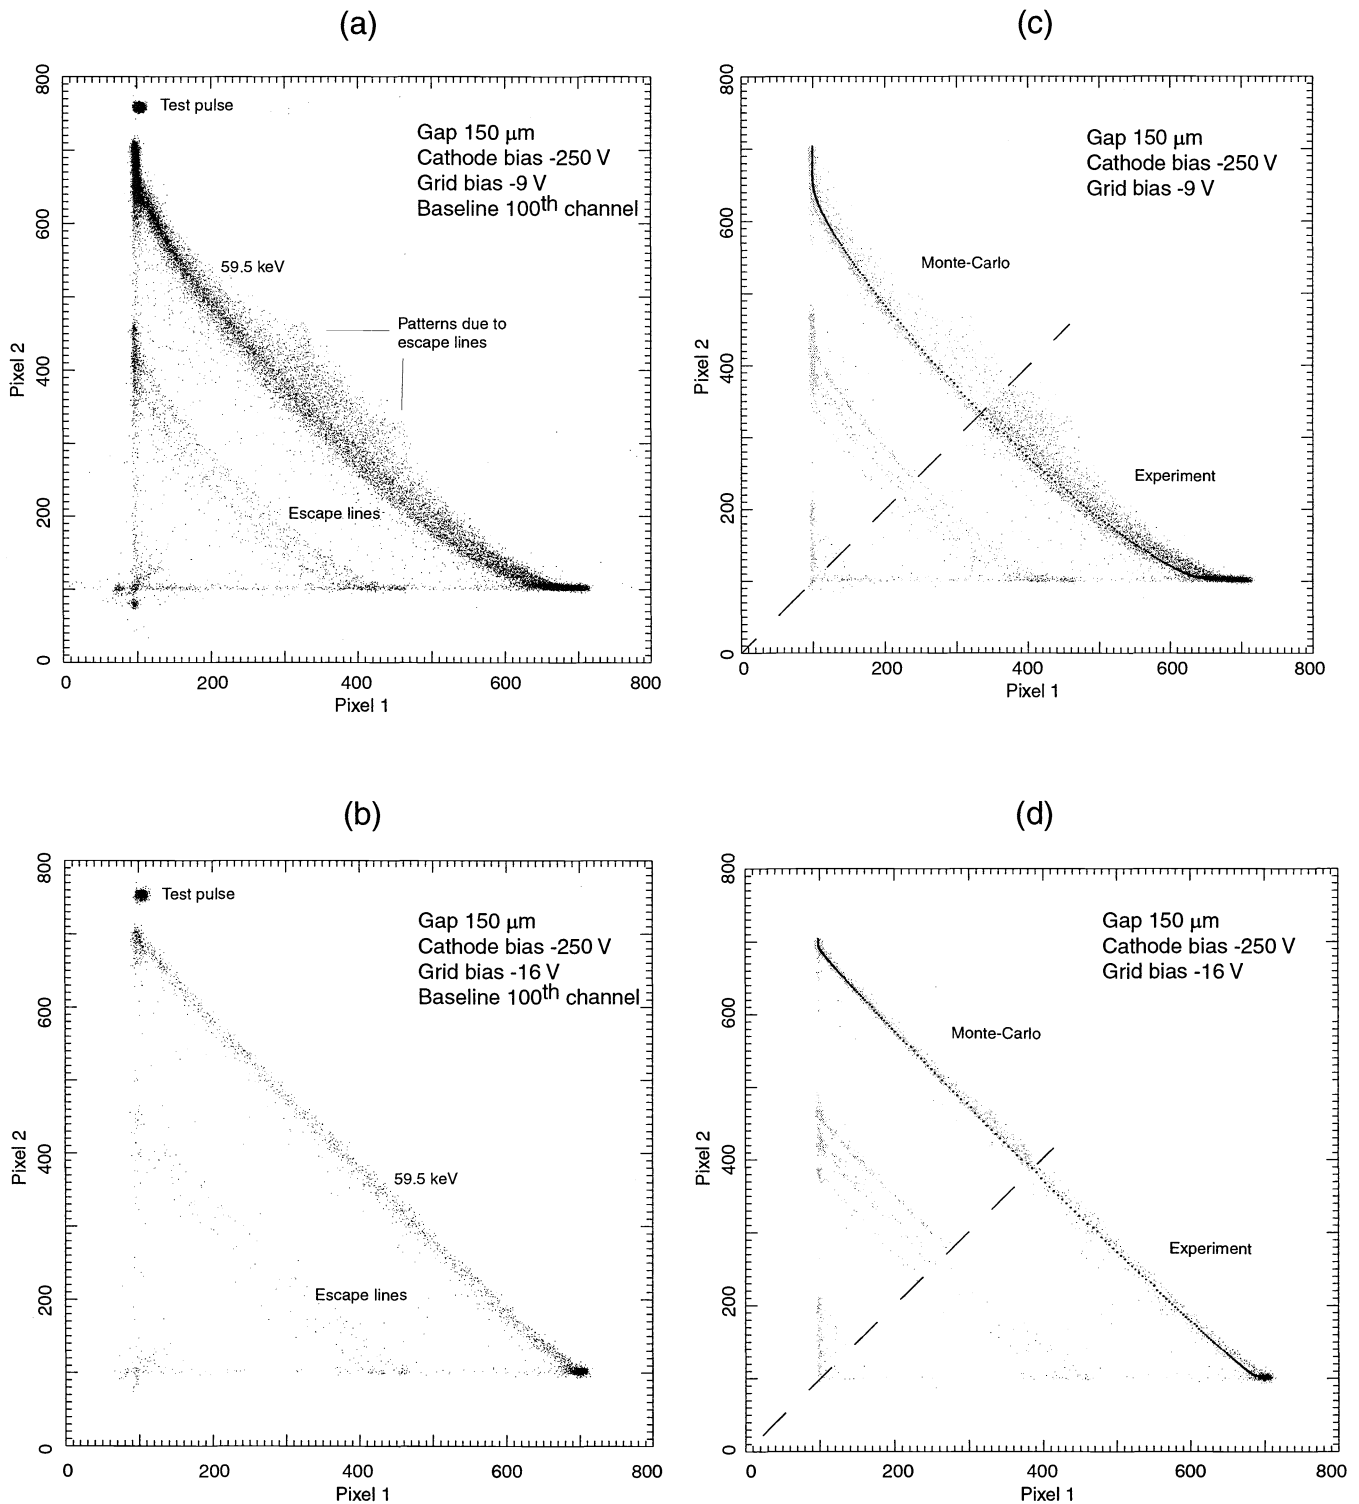 (a)
800
600
400
200
0
Pixel 2
Test pulse
Gap 150 μm
Cathode bias -250 V
Grid bias -9 V
Baseline 100th channel
59.5 keV
Patterns due to
escape lines
Escape lines
0 200 400 600 800
Pixel 1
(c)
800
600
400
200
0
Pixel 2
Gap 150 μm
Cathode bias -250 V
Grid bias -9 V
Monte-Carlo
Experiment
0 200 400 600 800
Pixel 1
(b)
800
600
400
200
0
Pixel 2
Test pulse
Gap 150 μm
Cathode bias -250 V
Grid bias -16 V
Baseline 100th channel
59.5 keV
Escape lines
0 200 400 600 800
Pixel 1
(d)
800
600
400
200
0
Pixel 2
Gap 150 μm
Cathode bias -250 V
Grid bias -16 V
Monte-Carlo
Experiment
0 200 400 600 800
Pixel 1